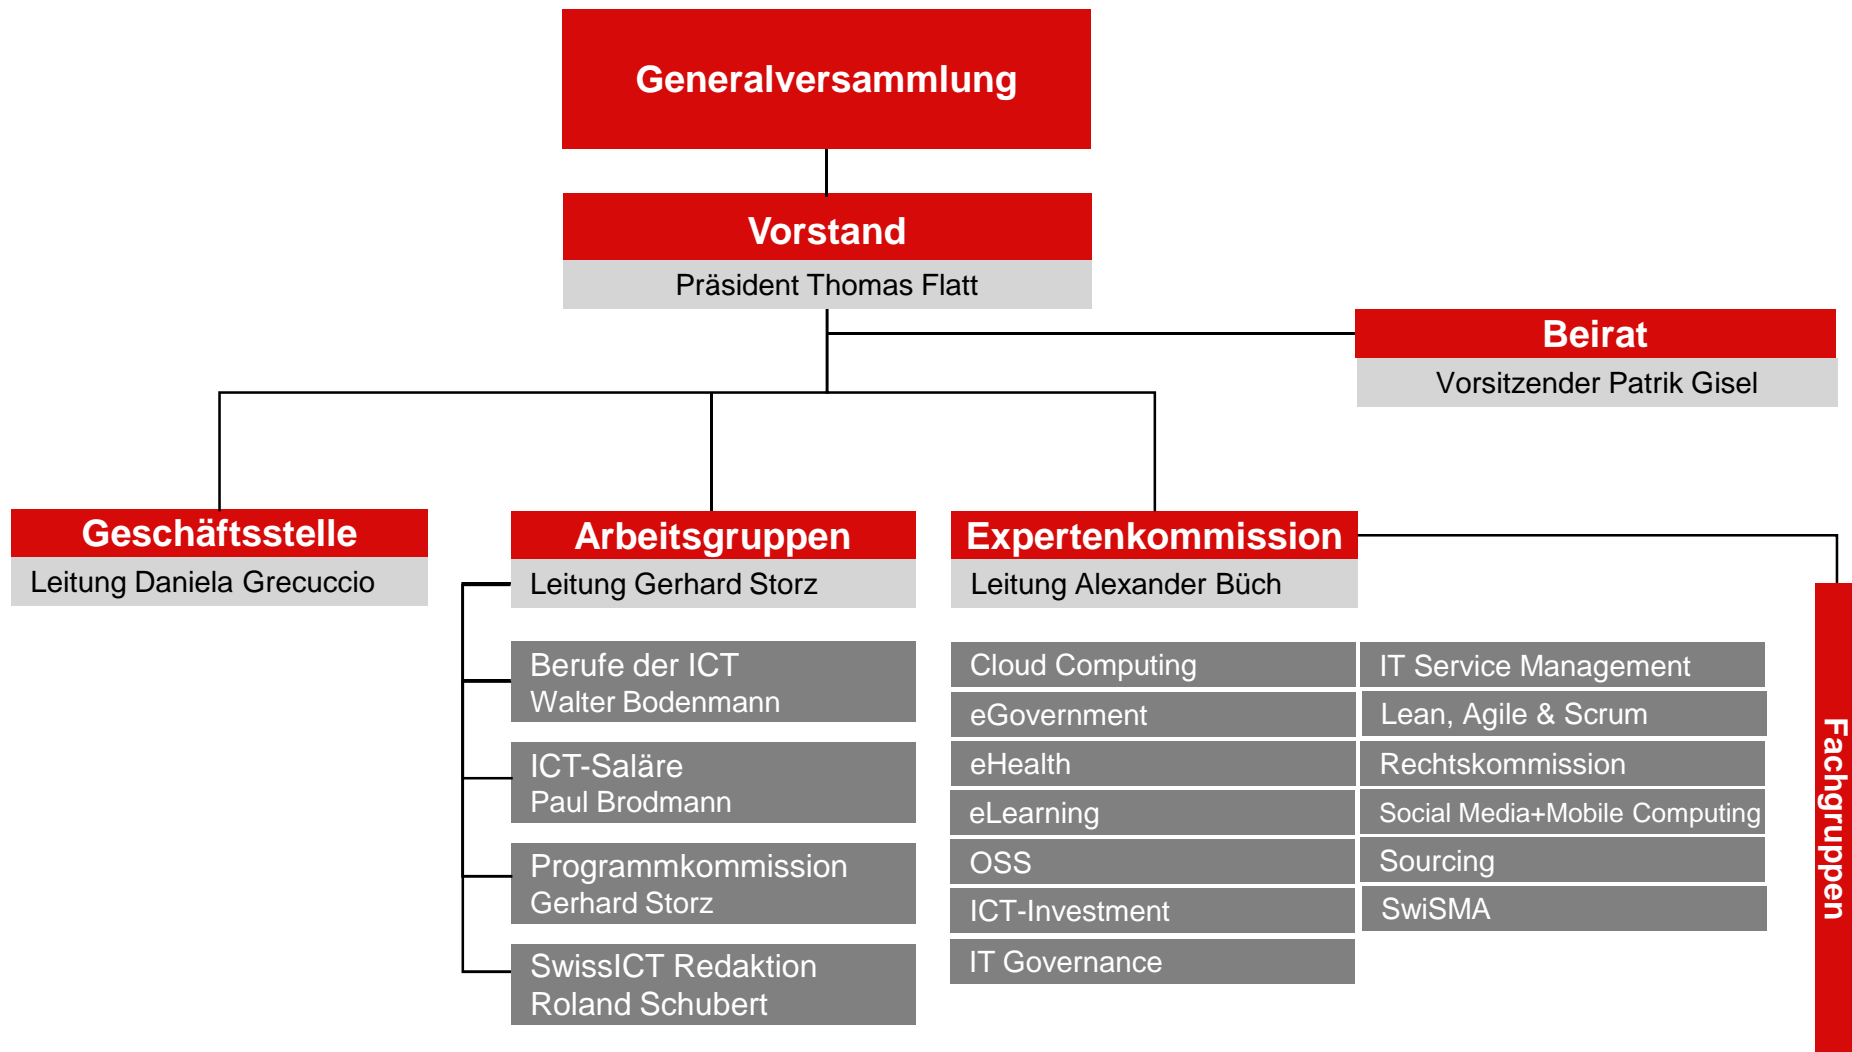 Generalversammlung
Vorstand
Präsident Thomas Flatt
Beirat
Vorsitzender Patrik Gisel
Geschäftsstelle
Leitung Daniela Grecuccio
Arbeitsgruppen
Leitung Gerhard Storz
Berufe der ICT
Walter Bodenmann
ICT-Saläre
Paul Brodmann
Programmkommission
Gerhard Storz
SwissICT Redaktion
Roland Schubert
Expertenkommission
Leitung Alexander Büch
Cloud Computing
eGovernment
eHealth
eLearning
OSS
ICT-Investment
IT Governance
IT Service Management
Lean, Agile & Scrum
Rechtskommission
Social Media+Mobile Computing
Sourcing
SwiSMA
Fachgruppen